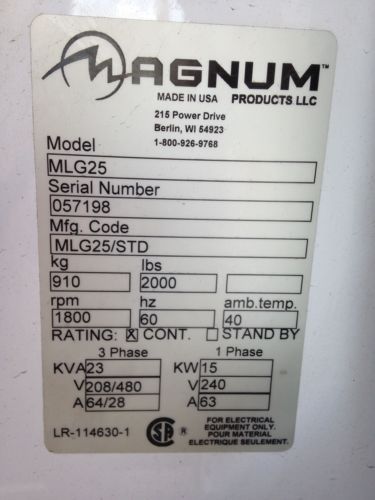 MAGNUM™
MADE IN USA PRODUCTS LLC
215 Power Drive
Berlin, WI 54923
1-800-926-9768
Model
MLG25
Serial Number
057198
Mfg. Code
MLG25/STD
kg lbs
910 2000
rpm hz amb.temp.
1800 60 40
RATING: X CONT. STAND BY
3 Phase 1 Phase
KVA 23 KW 15
V 208/480 V 240
A 64/28 A 63
LR-114630-1 SA ® FOR ELECTRICAL
EQUIPMENT ONLY.
POUR MATERIAL
ELECTRIQUE SEULEMENT.